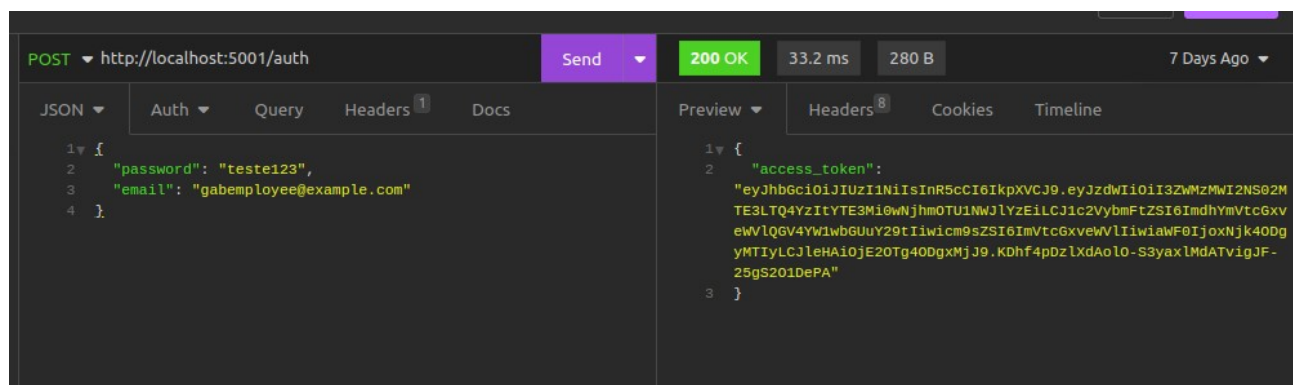 POST http://localhost:5001/auth Send
200 OK 33.2 ms 280 B 7 Days Ago
JSON Auth Query Headers 1 Docs
Preview Headers 8 Cookies Timeline
1 {
2 "password": "teste123",
3 "email": "gabemployee@example.com"
4 }
1 {
2 "access_token":
"eyJhbGciOiJIUzI1NiIsInR5cCI6IkpXVCJ9.eyJzdWIiOiI3ZWMzMWI2NS02M
TE3LTQ4YzItYTE3Mi0wNjhmOTU1NWJlYzEiLCJ1c2VybmFtZSI6ImdhYmVtcGxv
eWVlQGV4YW1wbGUuY29tIiwicm9sZSI6ImVtcGxveWVlIiwiaWF0IjoxNjk4ODg
yMTIyLCJleHAiOjE2OTg4ODgxMjJ9.KDhf4pDzlXdAolO-S3yaxlMdATvigJF-
25gS2O1DePA"
3 }